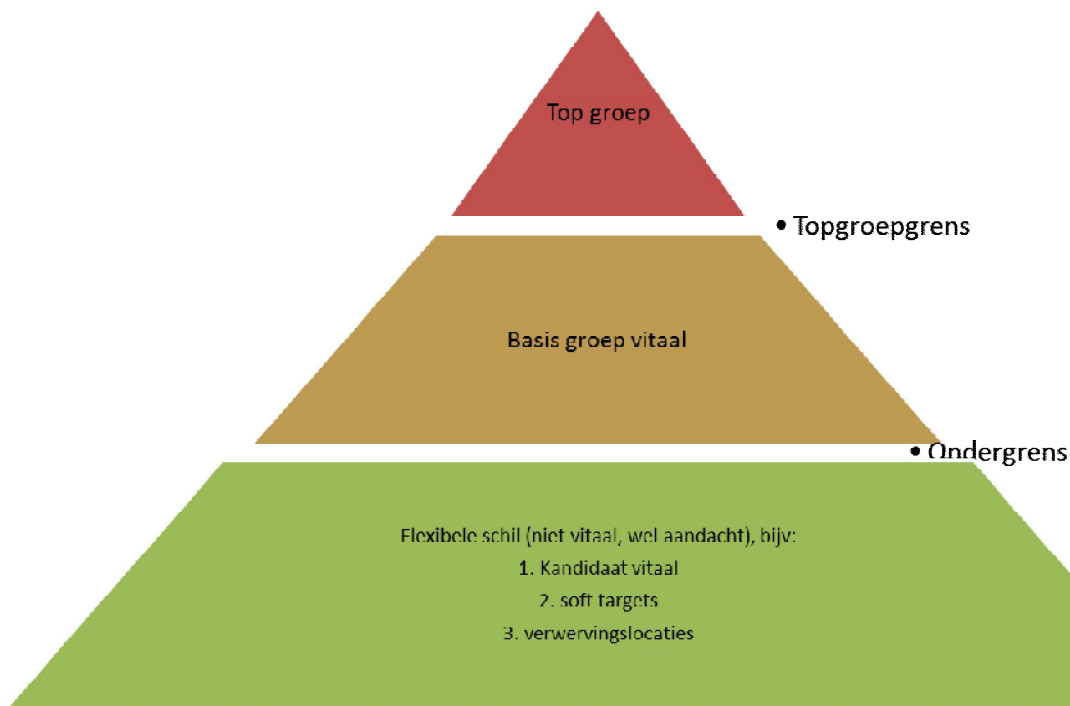 Top groep
• Topgroepgrens
Basis groep vitaal
• Ondergrens
Flexibele schil (niet vitaal, wel aandacht), bijv:
1. Kandidaat vitaal
2. soft targets
3. verwervingslocaties